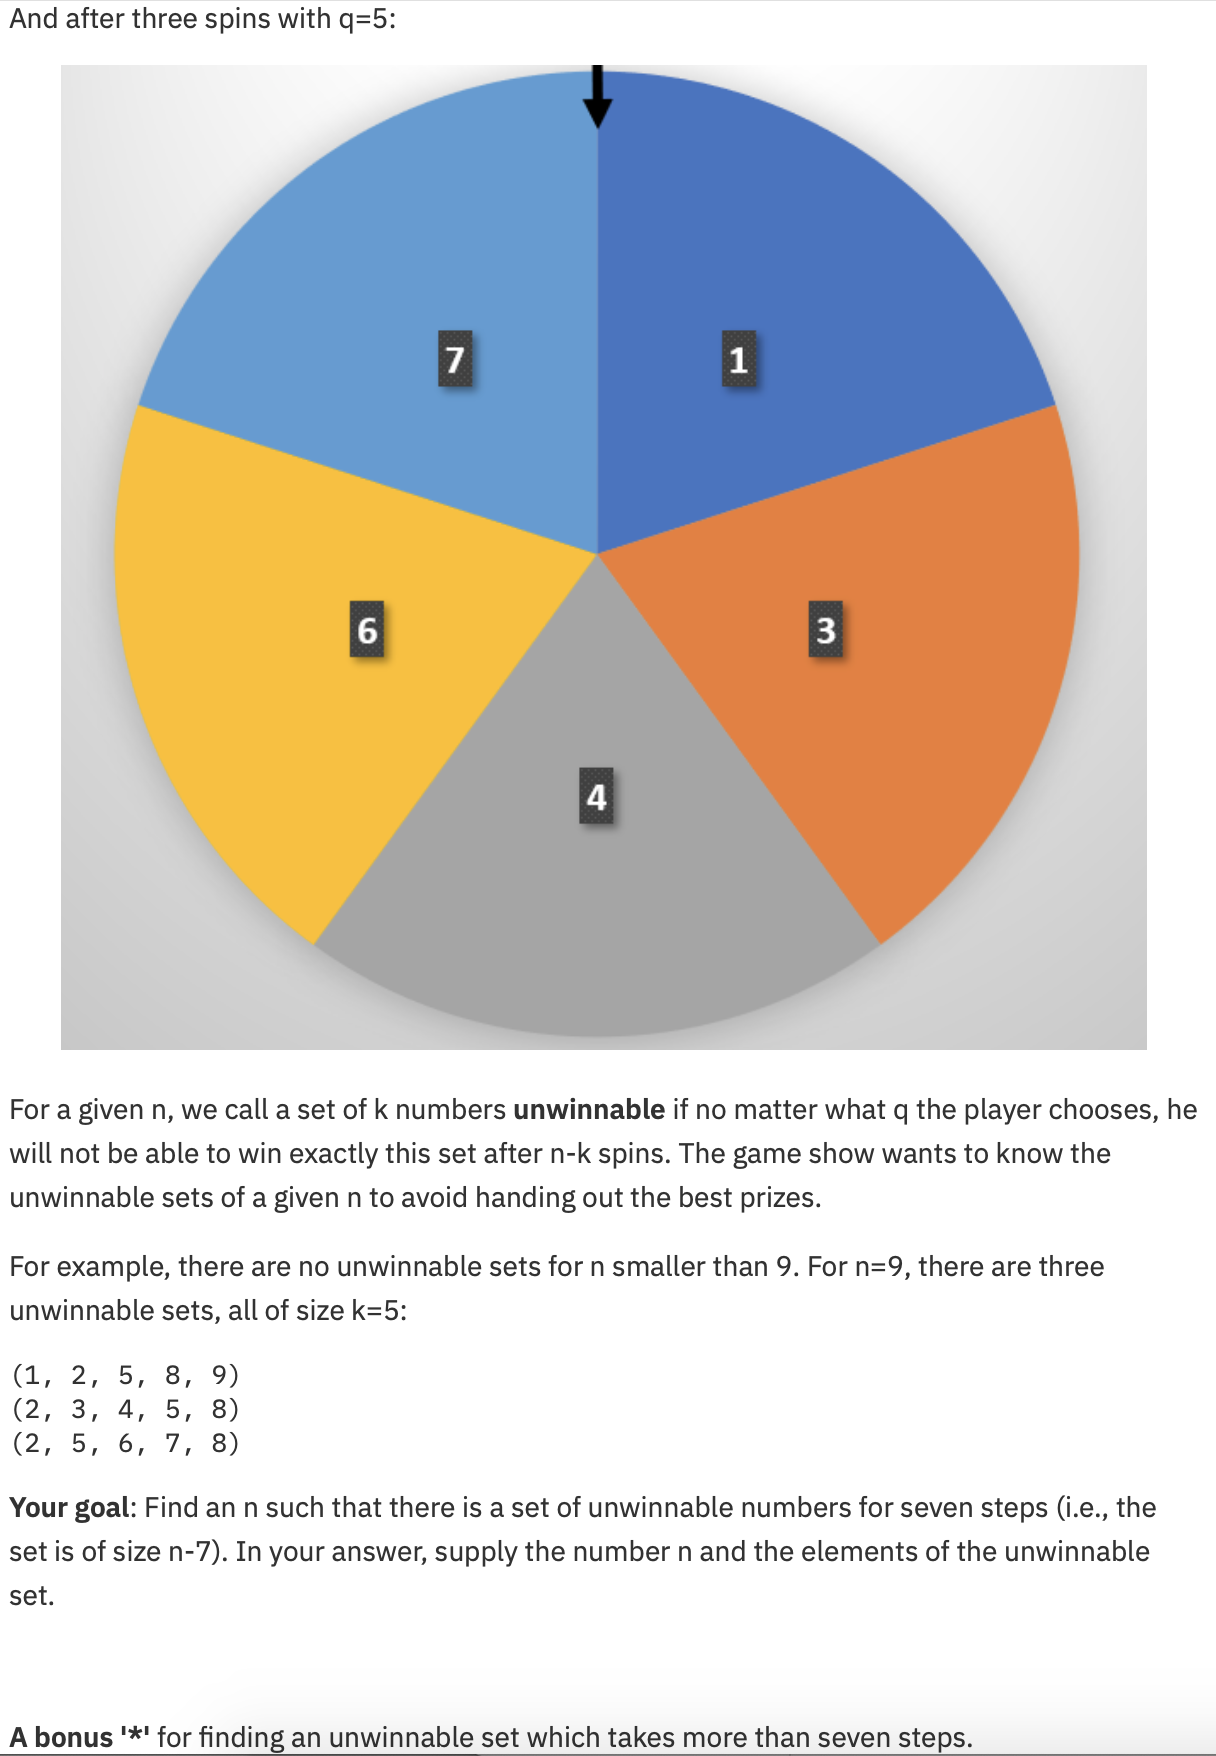 And after three spins with q=5:
7
1
6
3
4
For a given n, we call a set of k numbers unwinnable if no matter what q the player chooses, he
will not be able to win exactly this set after n-k spins. The game show wants to know the
unwinnable sets of a given n to avoid handing out the best prizes.
For example, there are no unwinnable sets for n smaller than 9. For n=9, there are three
unwinnable sets, all of size k=5:
(1, 2, 5, 8, 9)
(2, 3, 4, 5, 8)
(2, 5, 6, 7, 8)
Your goal: Find an n such that there is a set of unwinnable numbers for seven steps (i.e., the
set is of size n-7). In your answer, supply the number n and the elements of the unwinnable
set.
A bonus '*' for finding an unwinnable set which takes more than seven steps.